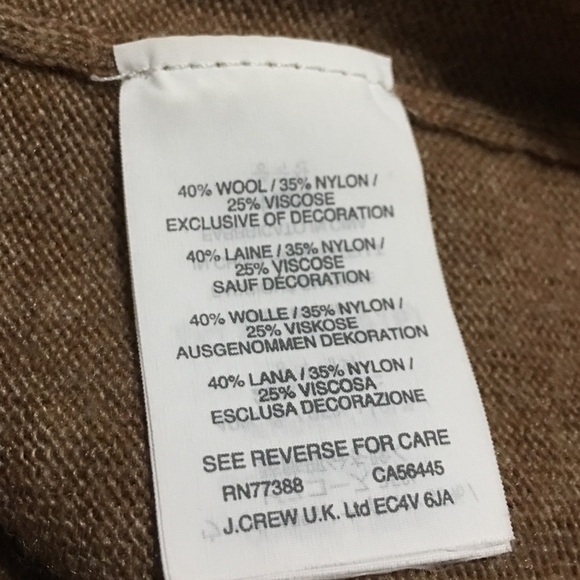 40% WOOL / 35% NYLON /
25% VISCOSE
EXCLUSIVE OF DECORATION
40% LAINE / 35% NYLON /
25% VISCOSE
SAUF DÉCORATION
40% WOLLE / 35% NYLON /
25% VISKOSE
AUSGENOMMEN DEKORATION
40% LANA / 35% NYLON /
25% VISCOSA
ESCLUSA DECORAZIONE
SEE REVERSE FOR CARE
RN77388 CA56445
J.CREW U.K. Ltd EC4V 6JA